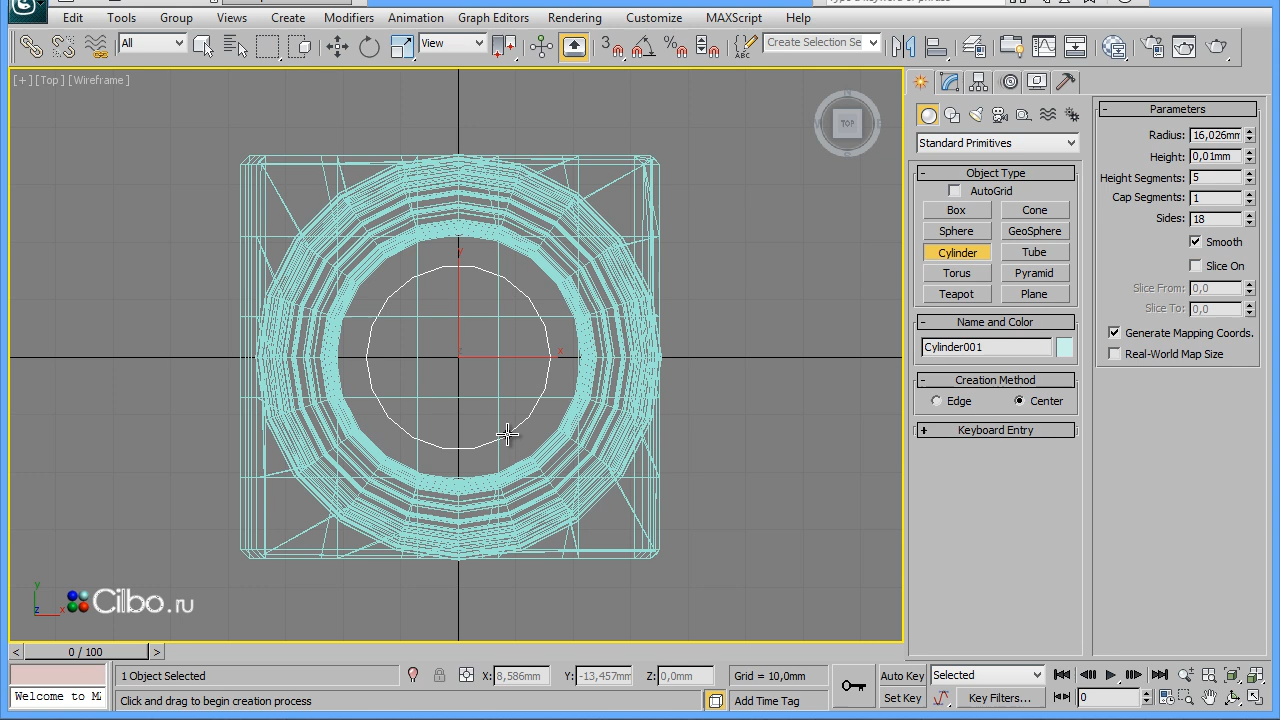 Edit Tools Group Views Create Modifiers Animation Graph Editors Rendering Customize MAXScript Help
All View Create Selection Se
ABC
[+][Top][Wireframe]
TOP
y
x
z
y
z x
Cilbo.ru
Standard Primitives
- Object Type
AutoGrid
Box Cone
Sphere GeoSphere
Cylinder Tube
Torus Pyramid
Teapot Plane
- Name and Color
Cylinder001
- Creation Method
Edge Center
+ Keyboard Entry
- Parameters
Radius: 16,026mm
Height: 0,01mm
Height Segments: 5
Cap Segments: 1
Sides: 18
Smooth
Slice On
Slice From: 0,0
Slice To: 0,0
Generate Mapping Coords.
Real-World Map Size
< 0 / 100 >
1 Object Selected X: 8,586mm Y: -13,457mm Z: 0,0mm Grid = 10,0mm Auto Key Selected
Welcome to M Click and drag to begin creation process Add Time Tag Set Key Key Filters... 0